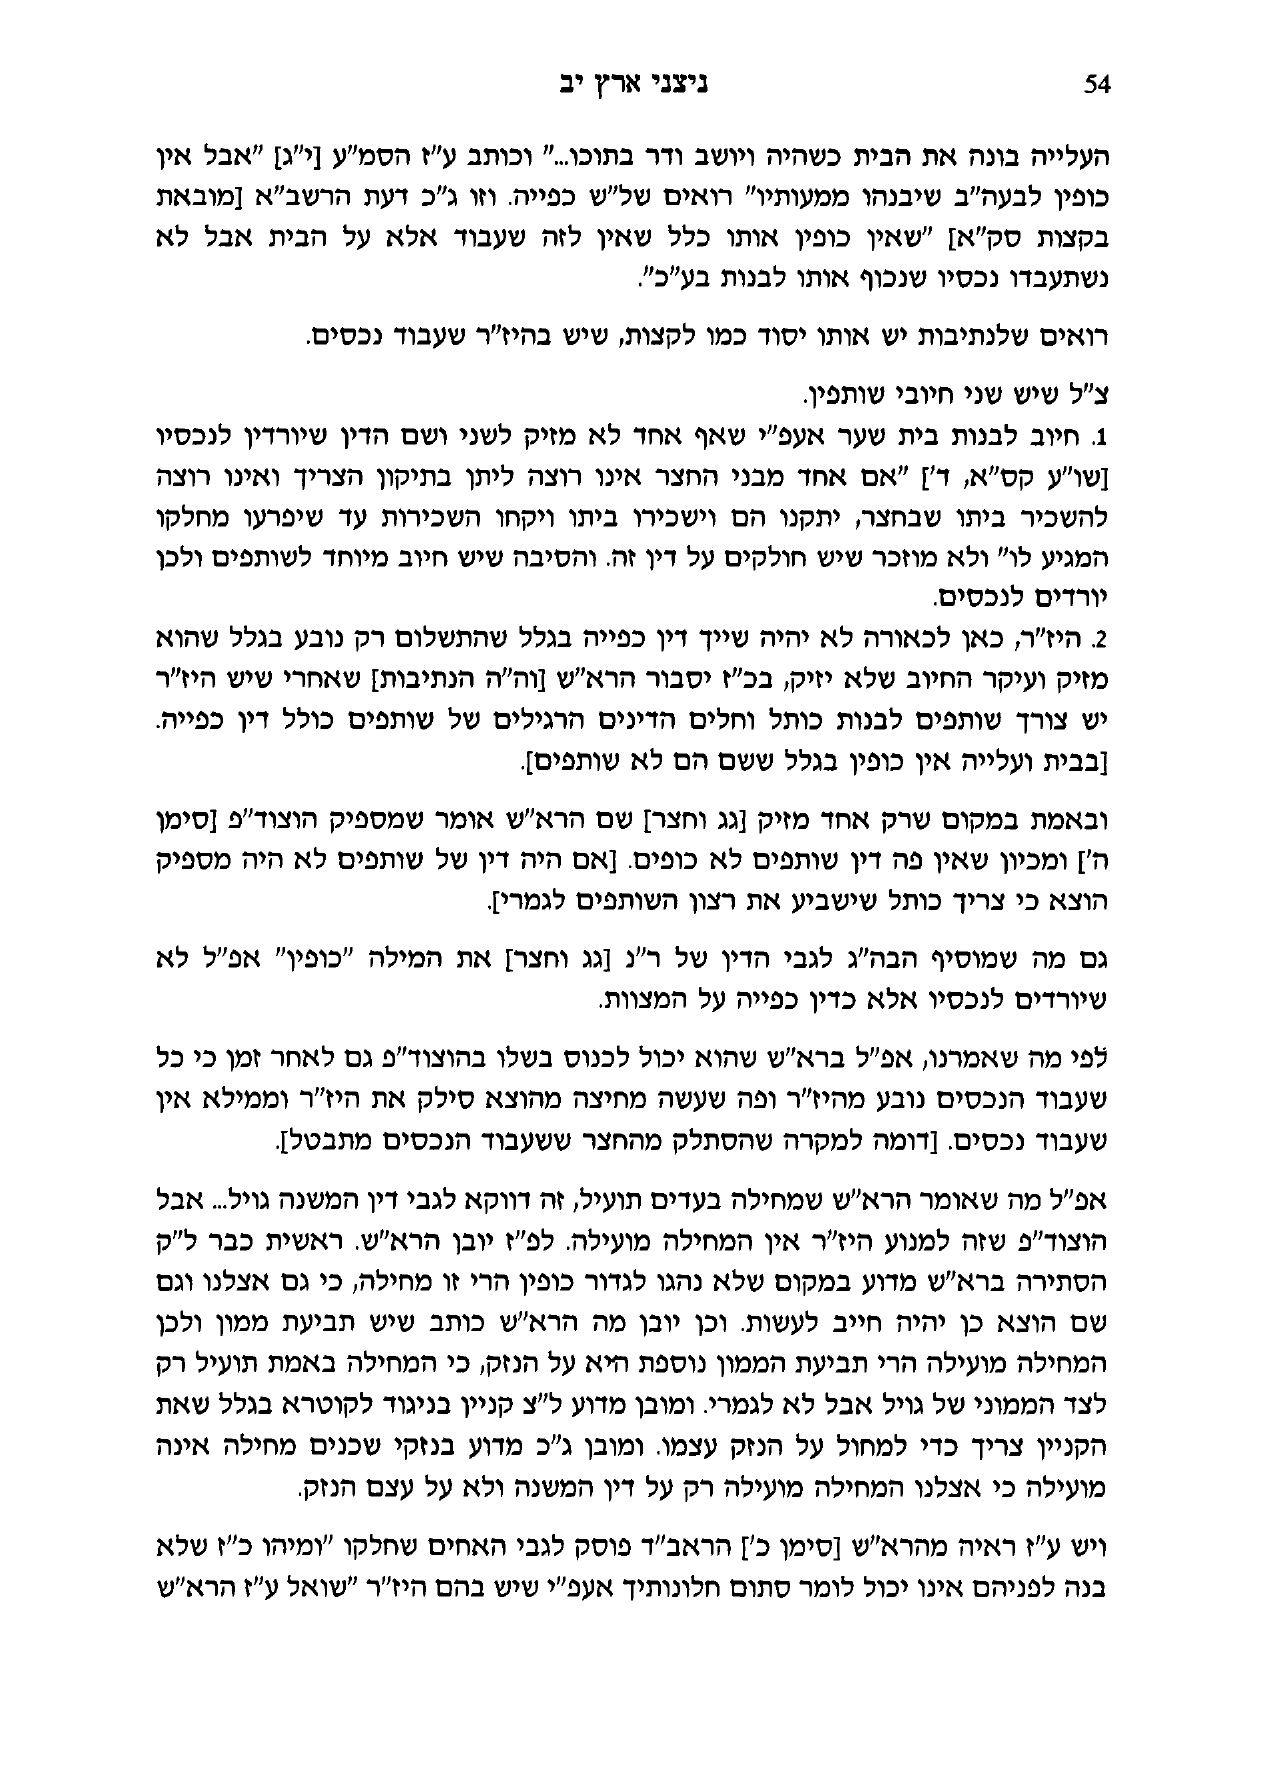 54
ניצני ארץ יב
העלייה בונה את הבית כשהיה ויושב ודר בתוכו..." וכותב ע"ז הסמ"ע [י"ג] "אבל אין
כופין לבעה"ב שיבנהו ממעותיו" רואים של"ש כפייה. וזו ג"כ דעת הרשב"א [מובאת
בקצות סק"א] "שאין כופין אותו כלל שאין לזה שעבוד אלא על הבית אבל לא
נשתעבדו נכסיו שנכוף אותו לבנות בע"כ".
רואים שלנתיבות יש אותו יסוד כמו לקצות, שיש בהיז"ר שעבוד נכסים.
צ"ל שיש שני חיובי שותפין.
1. חיוב לבנות בית שער אעפ"י שאף אחד לא מזיק לשני ושם הדין שיורדין לנכסיו
[שו"ע קס"א, ד'] "אם אחד מבני החצר אינו רוצה ליתן בתיקון הצריך ואינו רוצה
להשכיר ביתו שבחצר, יתקנו הם וישכירו ביתו ויקחו השכירות עד שיפרעו מחלקו
המגיע לו" ולא מוזכר שיש חולקים על דין זה. והסיבה שיש חיוב מיוחד לשותפים ולכן
יורדים לנכסים.
2. היז"ר, כאן לכאורה לא יהיה שייך דין כפייה בגלל שהתשלום רק נובע בגלל שהוא
מזיק ועיקר החיוב שלא יזיק, בכ"ז יסבור הרא"ש [וה"ה הנתיבות] שאחרי שיש היז"ר
יש צורך שותפים לבנות כותל וחלים הדינים הרגילים של שותפים כולל דין כפייה.
[בבית ועלייה אין כופין בגלל ששם הם לא שותפים].
ובאמת במקום שרק אחד מזיק [גג וחצר] שם הרא"ש אומר שמספיק הוצוד"פ [סימן
ה'] ומכיון שאין פה דין שותפים לא כופים. [אם היה דין של שותפים לא היה מספיק
הוצא כי צריך כותל שישביע את רצון השותפים לגמרי].
גם מה שמוסיף הבה"ג לגבי הדין של ר"נ [גג וחצר] את המילה "כופין" אפ"ל לא
שיורדים לנכסיו אלא כדין כפייה על המצוות.
לפי מה שאמרנו, אפ"ל ברא"ש שהוא יכול לכנוס בשלו בהוצוד"פ גם לאחר זמן כי כל
שעבוד הנכסים נובע מהיז"ר ופה שעשה מחיצה מהוצא סילק את היז"ר וממילא אין
שעבוד נכסים. [דומה למקרה שהסתלק מהחצר ששעבוד הנכסים מתבטל].
אפ"ל מה שאומר הרא"ש שמחילה בעדים תועיל, זה דווקא לגבי דין המשנה גויל... אבל
הוצוד"פ שזה למנוע היז"ר אין המחילה מועילה. לפ"ז יובן הרא"ש. ראשית כבר ל"ק
הסתירה ברא"ש מדוע במקום שלא נהגו לגדור כופין הרי זו מחילה, כי גם אצלנו וגם
שם הוצא כן יהיה חייב לעשות. וכן יובן מה הרא"ש כותב שיש תביעת ממון ולכן
המחילה מועילה הרי תביעת הממון נוספת היא על הנזק, כי המחילה באמת תועיל רק
לצד הממוני של גויל אבל לא לגמרי. ומובן מדוע ל"צ קניין בניגוד לקוטרא בגלל שאת
הקניין צריך כדי למחול על הנזק עצמו. ומובן ג"כ מדוע בנזקי שכנים מחילה אינה
מועילה כי אצלנו המחילה מועילה רק על דין המשנה ולא על עצם הנזק.
ויש ע"ז ראיה מהרא"ש [סימן כ'] הראב"ד פוסק לגבי האחים שחלקו "ומיהו כ"ז שלא
בנה לפניהם אינו יכול לומר סתום חלונותיך אעפ"י שיש בהם היז"ר "שואל ע"ז הרא"ש